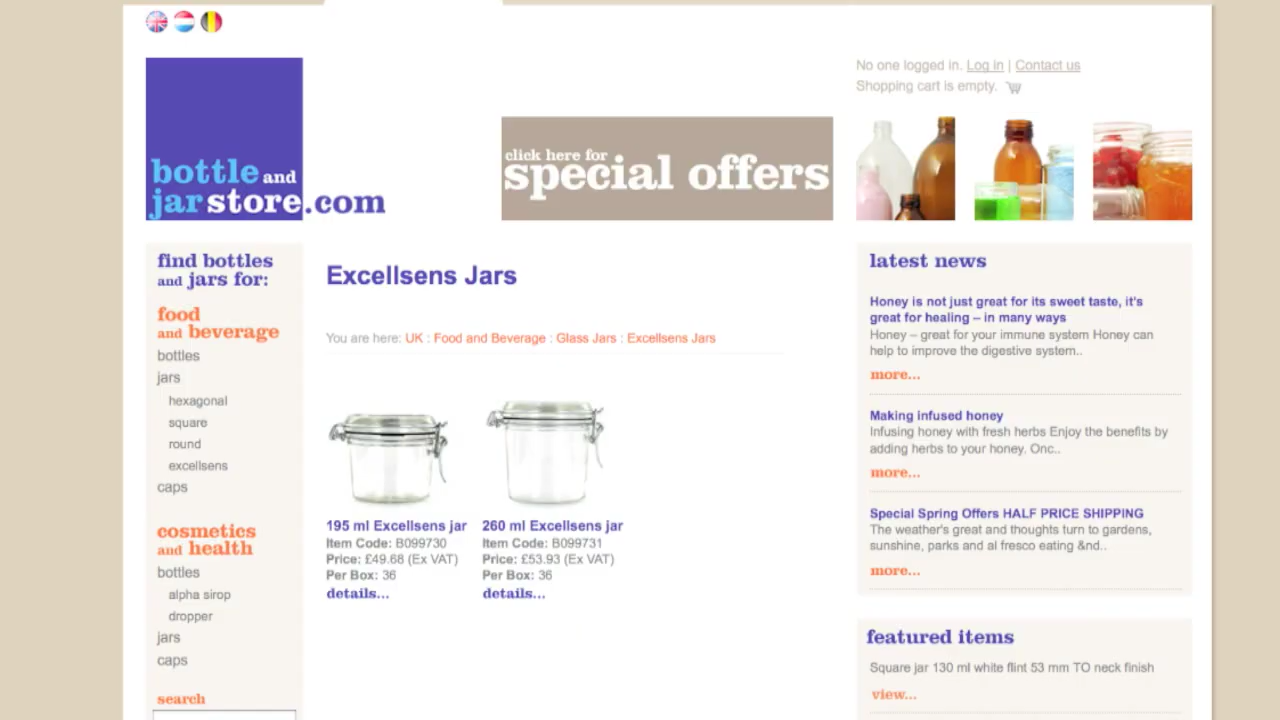 No one logged in. Log in | Contact us
Shopping cart is empty.
bottle and
jar store.com
click here for
special offers
find bottles
and jars for:
food
and beverage
bottles
jars
hexagonal
square
round
excellsens
caps
cosmetics
and health
bottles
alpha sirop
dropper
jars
caps
search
Excellsens Jars
You are here: UK : Food and Beverage : Glass Jars : Excellsens Jars
195 ml Excellsens jar
Item Code: B099730
Price: £49.68 (Ex VAT)
Per Box: 36
details...
260 ml Excellsens jar
Item Code: B099731
Price: £53.93 (Ex VAT)
Per Box: 36
details...
latest news
Honey is not just great for its sweet taste, it's
great for healing – in many ways
Honey – great for your immune system Honey can
help to improve the digestive system..
more...
Making infused honey
Infusing honey with fresh herbs Enjoy the benefits by
adding herbs to your honey. Onc..
more...
Special Spring Offers HALF PRICE SHIPPING
The weather's great and thoughts turn to gardens,
sunshine, parks and al fresco eating &nd..
more...
featured items
Square jar 130 ml white flint 53 mm TO neck finish
view...